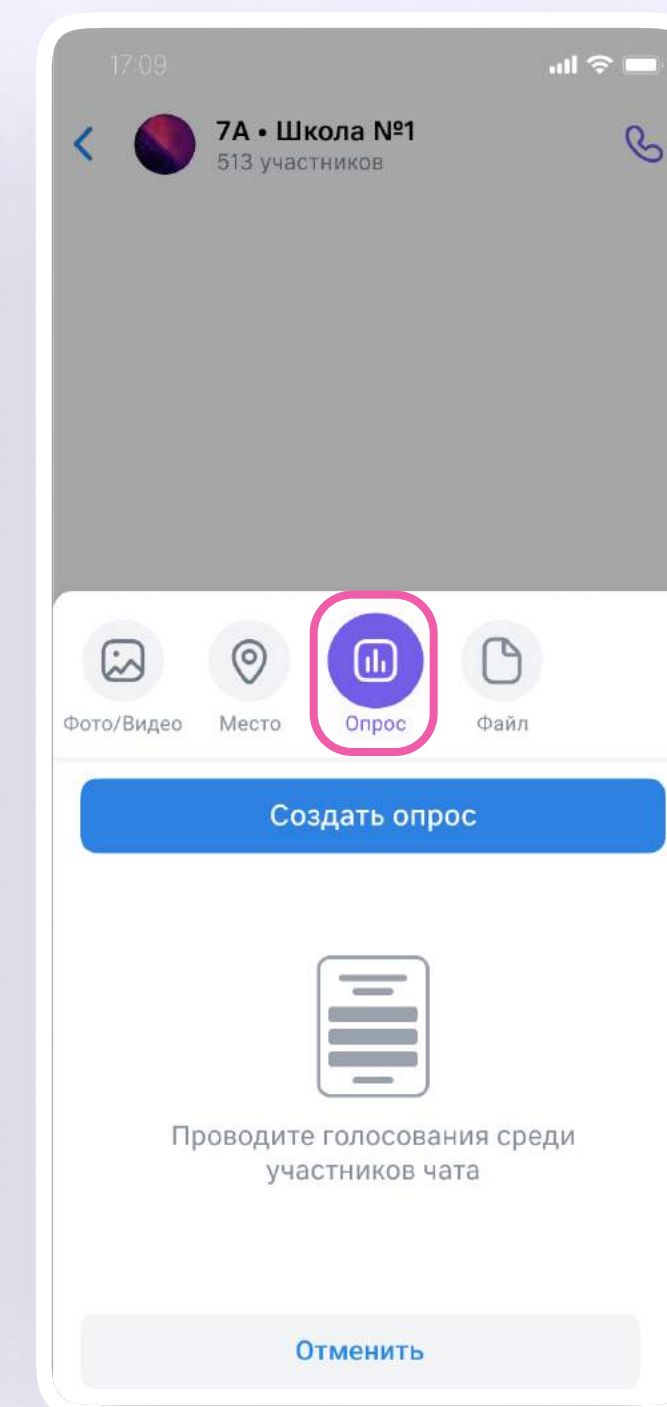 17:09
7А • Школа №1
513 участников
Фото/Видео
Место
Опрос
Файл
Создать опрос
Проводите голосования среди
участников чата
Отменить